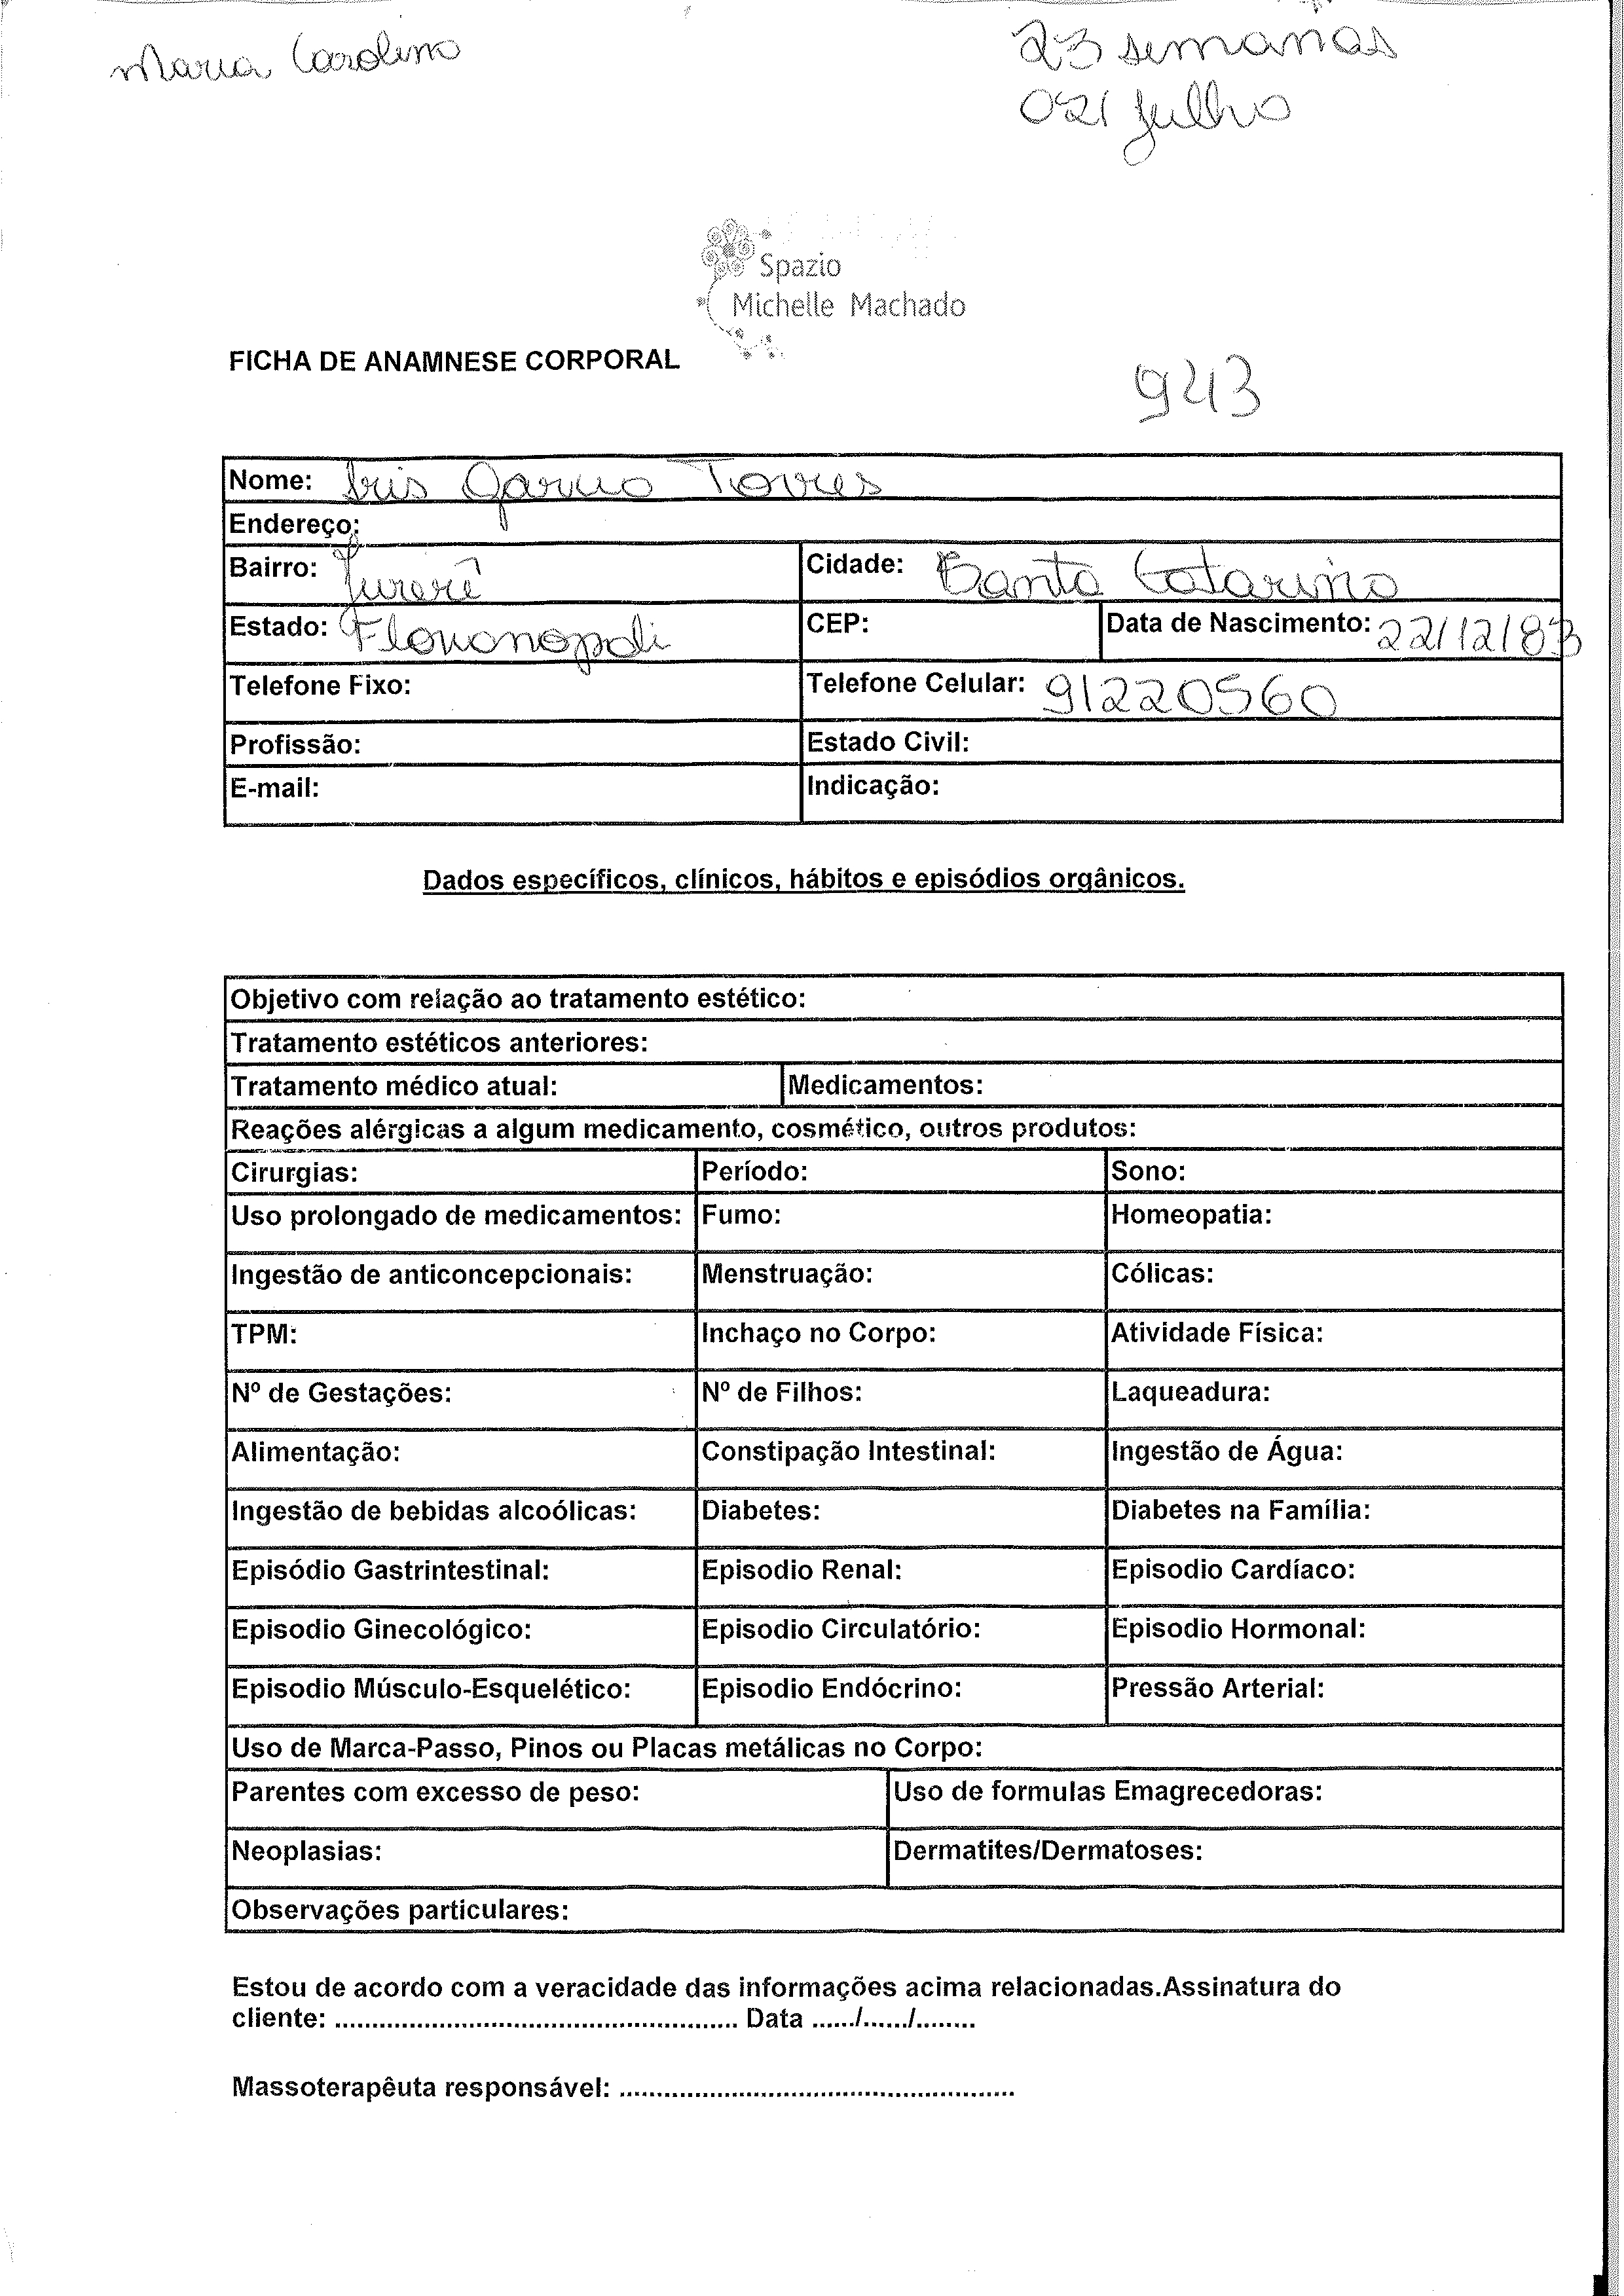 Maria Carolina
23 semanas
021 julho
Spazio
Michelle Machado
FICHA DE ANAMNESE CORPORAL
943
Nome: Iris Torres
Endereço:
Bairro: Jurerê Cidade: Santa Catarina
Estado: Florianopoli CEP: Data de Nascimento: 22/12/83
Telefone Fixo: Telefone Celular: 91220560
Profissão: Estado Civil:
E-mail: Indicação:
Dados específicos, clínicos, hábitos e episódios orgânicos.
Objetivo com relação ao tratamento estético:
Tratamento estéticos anteriores:
Tratamento médico atual: Medicamentos:
Reações alérgicas a algum medicamento, cosmético, outros produtos:
Cirurgias: Período: Sono:
Uso prolongado de medicamentos: Fumo: Homeopatia:
Ingestão de anticoncepcionais: Menstruação: Cólicas:
TPM: Inchaço no Corpo: Atividade Física:
Nº de Gestações: Nº de Filhos: Laqueadura:
Alimentação: Constipação Intestinal: Ingestão de Água:
Ingestão de bebidas alcoólicas: Diabetes: Diabetes na Família:
Episódio Gastrintestinal: Episodio Renal: Episodio Cardíaco:
Episodio Ginecológico: Episodio Circulatório: Episodio Hormonal:
Episodio Músculo-Esquelético: Episodio Endócrino: Pressão Arterial:
Uso de Marca-Passo, Pinos ou Placas metálicas no Corpo:
Parentes com excesso de peso: Uso de formulas Emagrecedoras:
Neoplasias: Dermatites/Dermatoses:
Observações particulares:
Estou de acordo com a veracidade das informações acima relacionadas.Assinatura do
cliente: ...................................................... Data ....../....../........
Massoterapêuta responsável: .....................................................